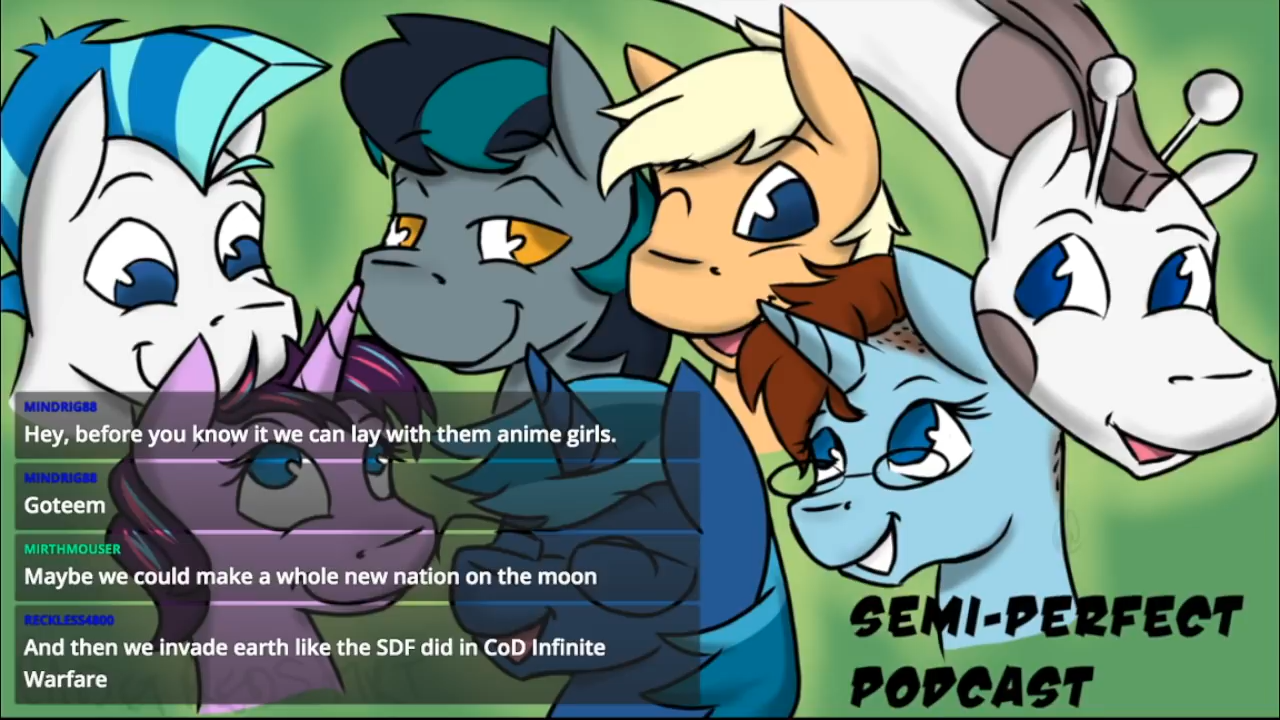 MINDRIG88
Hey, before you know it we can lay with them anime girls.
MINDRIG88
Goteem
MIRTHMOUSER
Maybe we could make a whole new nation on the moon
RECKLESS4800
And then we invade earth like the SDF did in CoD Infinite
Warfare
SEMI-PERFECT
PODCAST